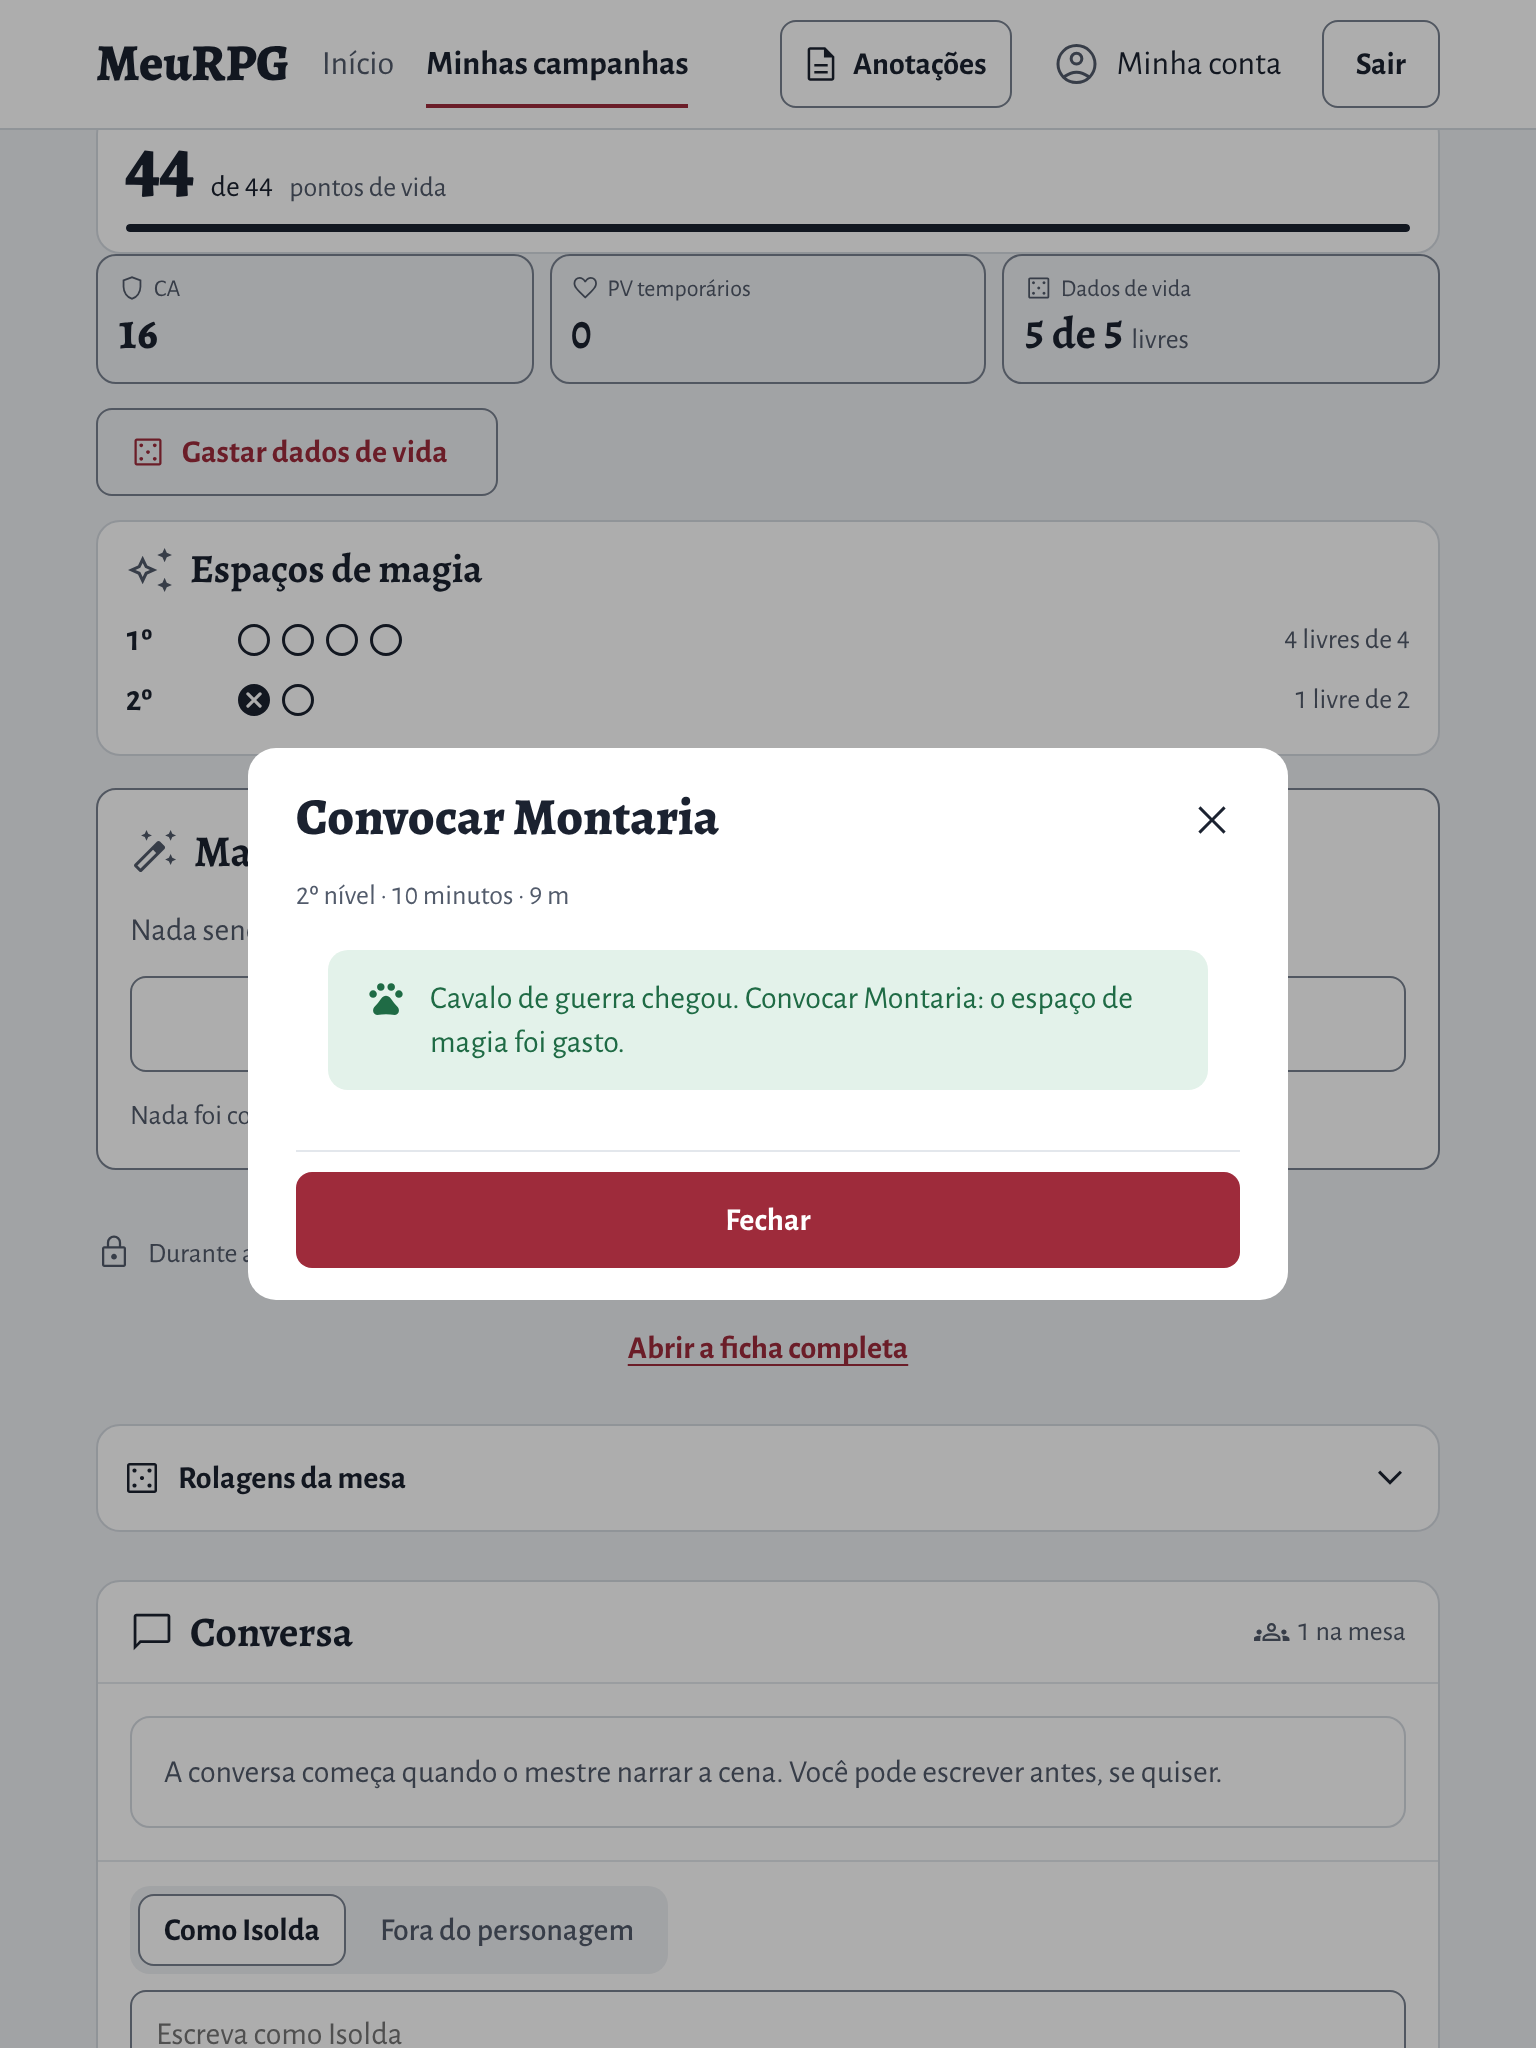 MeuRPG Início Minhas campanhas Anotações Minha conta Sair
44 de 44 pontos de vida
CA
16
PV temporários
0
Dados de vida
5 de 5 livres
Gastar dados de vida
Espaços de magia
1º 4 livres de 4
2º 1 livre de 2
Convocar Montaria
2º nível · 10 minutos · 9 m
Cavalo de guerra chegou. Convocar Montaria: o espaço de
magia foi gasto.
Fechar
Nada foi
Durante
Abrir a ficha completa
Rolagens da mesa
Conversa 1 na mesa
A conversa começa quando o mestre narrar a cena. Você pode escrever antes, se quiser.
Como Isolda Fora do personagem
Escreva como Isolda